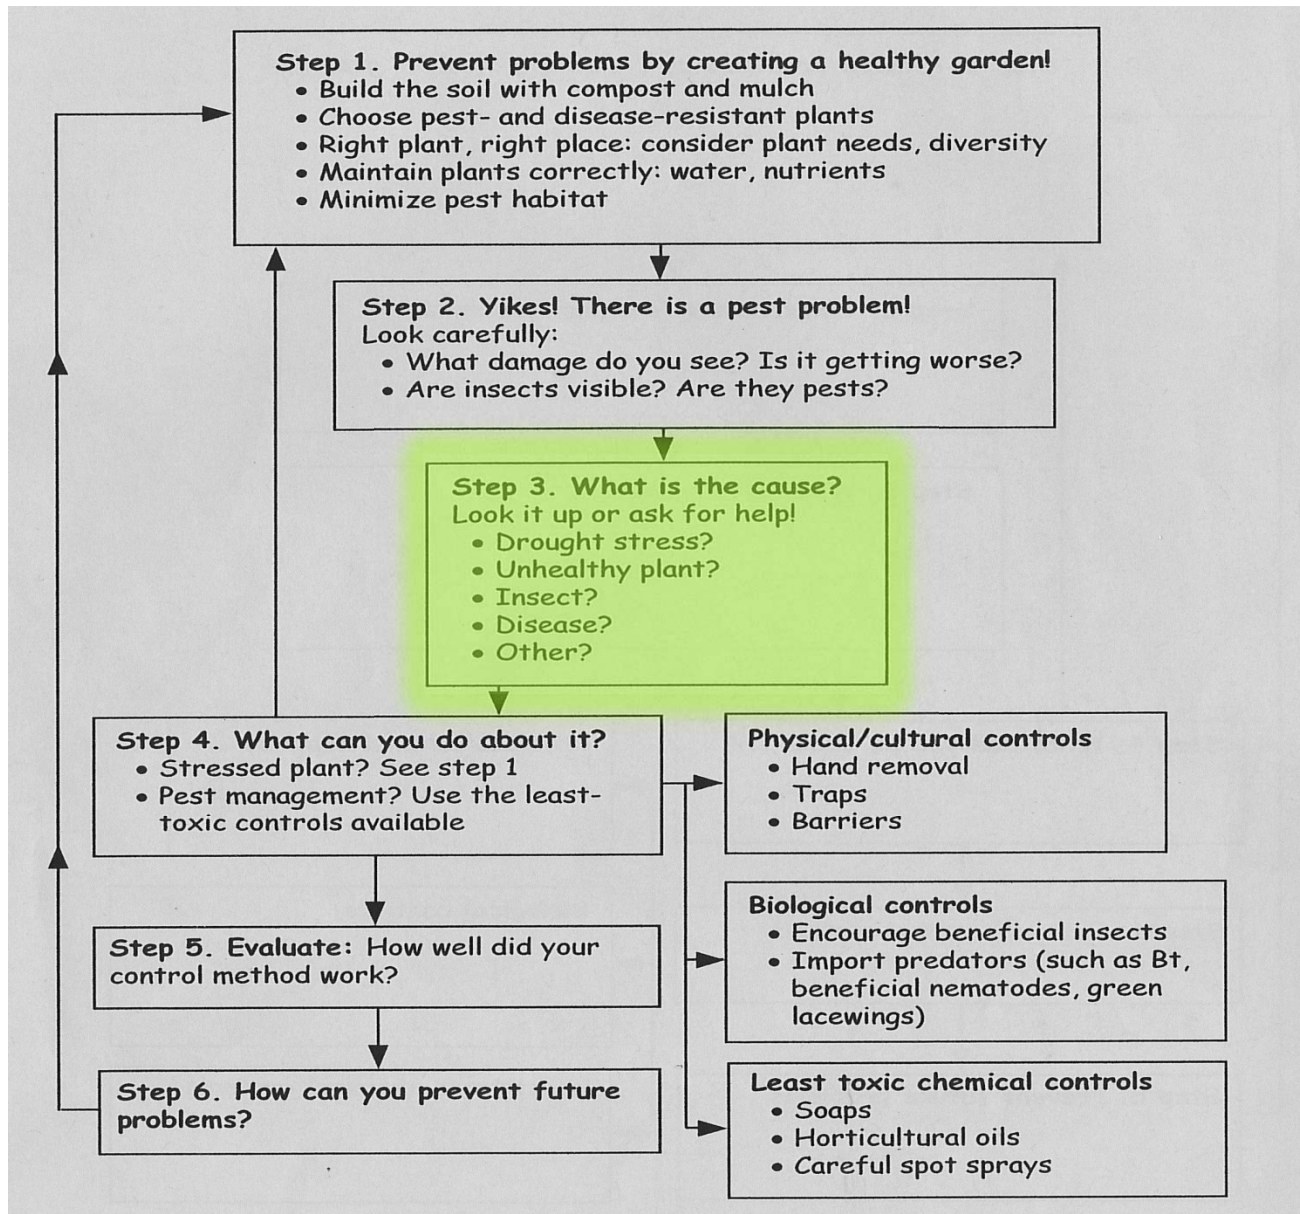 Step 1. Prevent problems by creating a healthy garden!
• Build the soil with compost and mulch
• Choose pest- and disease-resistant plants
• Right plant, right place: consider plant needs, diversity
• Maintain plants correctly: water, nutrients
• Minimize pest habitat
Step 2. Yikes! There is a pest problem!
Look carefully:
• What damage do you see? Is it getting worse?
• Are insects visible? Are they pests?
Step 3. What is the cause?
Look it up or ask for help!
• Drought stress?
• Unhealthy plant?
• Insect?
• Disease?
• Other?
Step 4. What can you do about it?
• Stressed plant? See step 1
• Pest management? Use the least-
toxic controls available
Physical/cultural controls
• Hand removal
• Traps
• Barriers
Biological controls
• Encourage beneficial insects
• Import predators (such as Bt,
beneficial nematodes, green
lacewings)
Least toxic chemical controls
• Soaps
• Horticultural oils
• Careful spot sprays
Step 5. Evaluate: How well did your
control method work?
Step 6. How can you prevent future
problems?